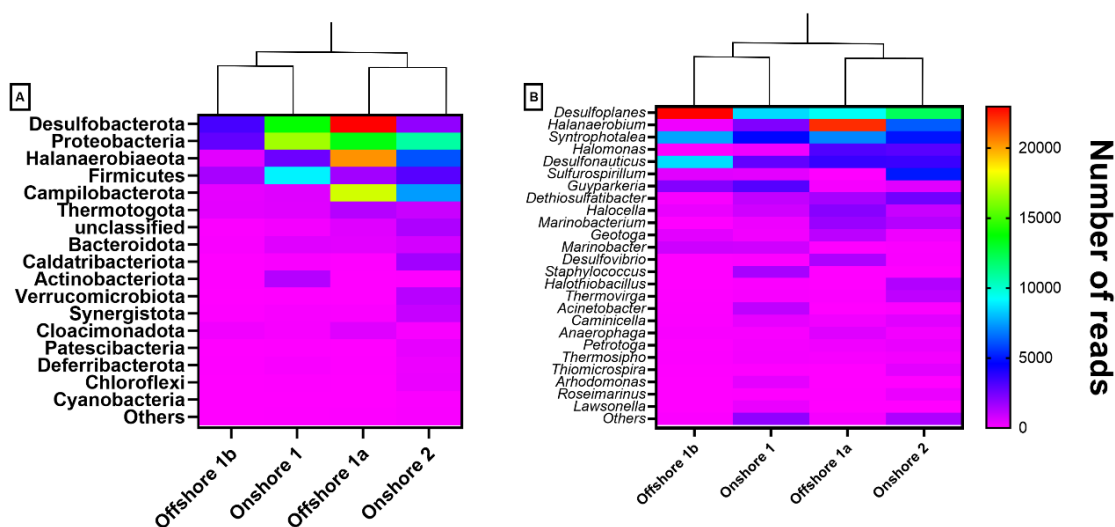 A
Desulfobacterota
Proteobacteria
Halanaerobiaeota
Firmicutes
Campilobacterota
Thermotogota
unclassified
Bacteroidota
Caldatribacteriota
Actinobacteriota
Verrucomicrobiota
Synergistota
Cloacimonadota
Patescibacteria
Deferribacterota
Chloroflexi
Cyanobacteria
Others
Offshore 1b
Onshore 1
Offshore 1a
Onshore 2
B
Desulfoplanes
Halanaerobium
Syntrophotalea
Halomonas
Desulfonauticus
Sulfurospirillum
Guyparkeria
Dethiosulfatibacter
Halocella
Marinobacterium
Geotoga
Marinobacter
Desulfovibrio
Staphylococcus
Halothiobacillus
Thermovirga
Acinetobacter
Caminicella
Anaerophaga
Petrotoga
Thermosipho
Thiomicrospira
Arhodomonas
Roseimarinus
Lawsonella
Others
Offshore 1b
Onshore 1
Offshore 1a
Onshore 2
20000
15000
10000
5000
0
Number of reads